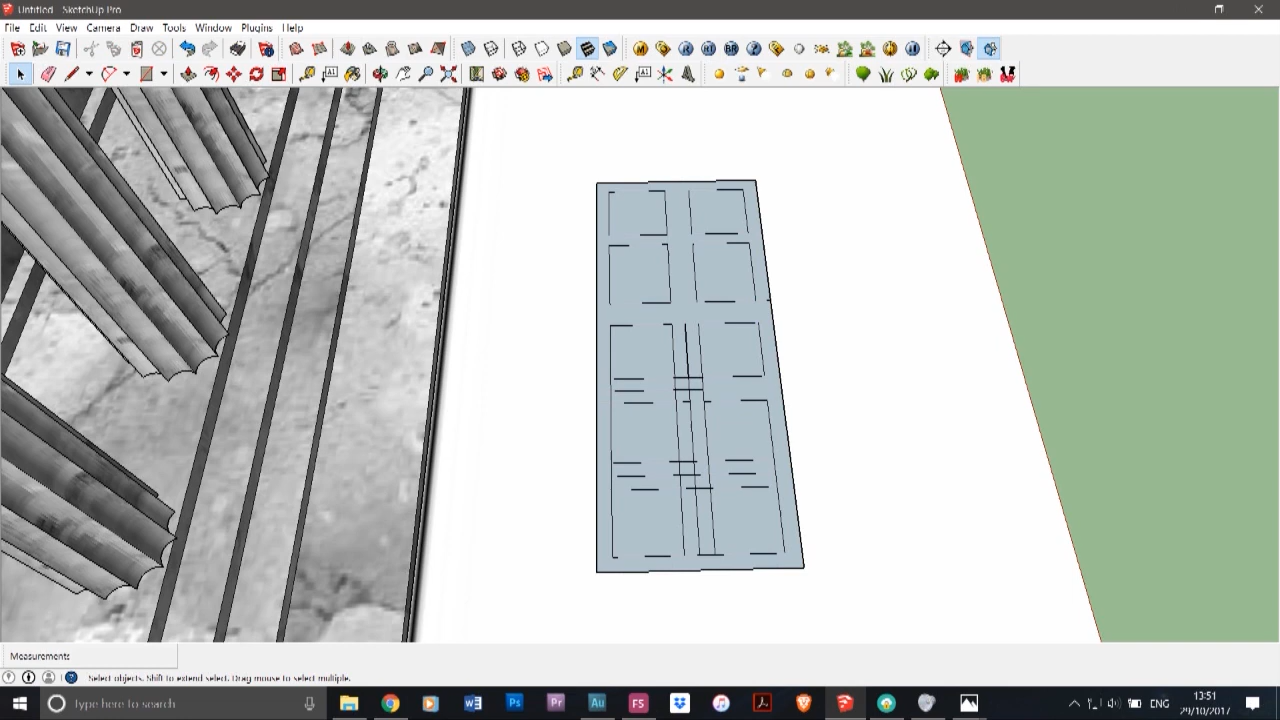 Untitled - SketchUp Pro
File Edit View Camera Draw Tools Window Plugins Help
Measurements
Select objects. Shift to extend select. Drag mouse to select multiple.
Type here to search
ENG
13:51
29/10/2017